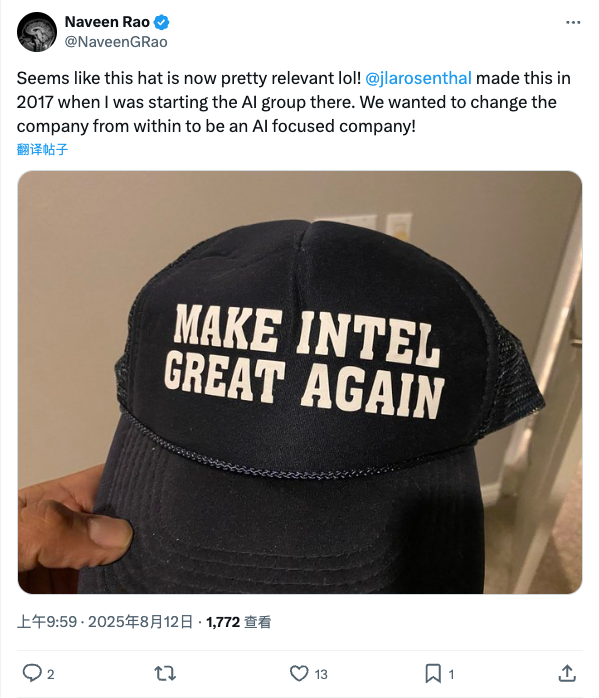 Naveen Rao
@NaveenGRao
Seems like this hat is now pretty relevant lol! @jlarosenthal made this in
2017 when I was starting the AI group there. We wanted to change the
company from within to be an AI focused company!
翻译帖子
MAKE INTEL
GREAT AGAIN
上午9:59 · 2025年8月12日 · 1,772 查看
2
13
1